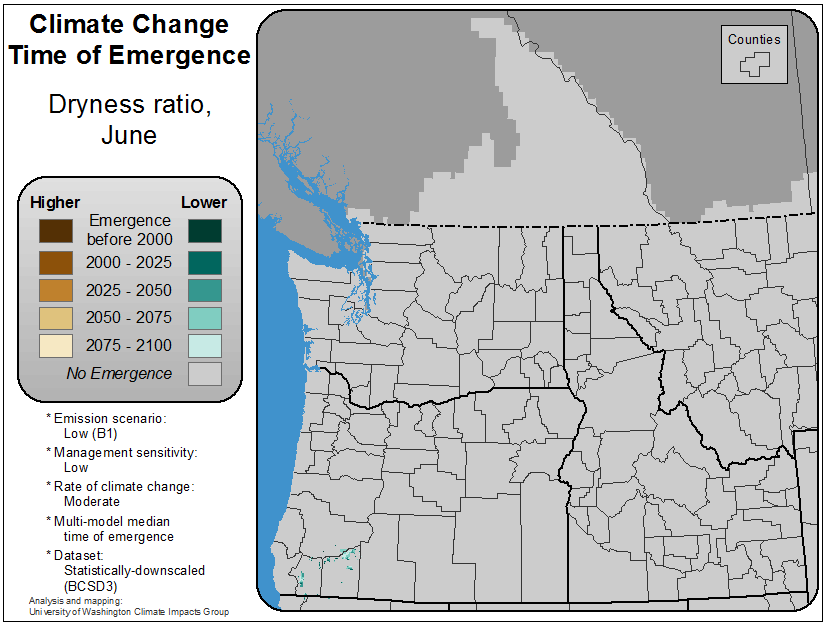 Climate Change
Time of Emergence
Dryness ratio,
June
Higher
Lower
Emergence
before 2000
2000 - 2025
2025 - 2050
2050 - 2075
2075 - 2100
No Emergence
* Emission scenario:
Low (B1)
* Management sensitivity:
Low
* Rate of climate change:
Moderate
* Multi-model median
time of emergence
* Dataset:
Statistically-downscaled
(BCSD3)
Analysis and mapping:
University of Washington Climate Impacts Group
Counties